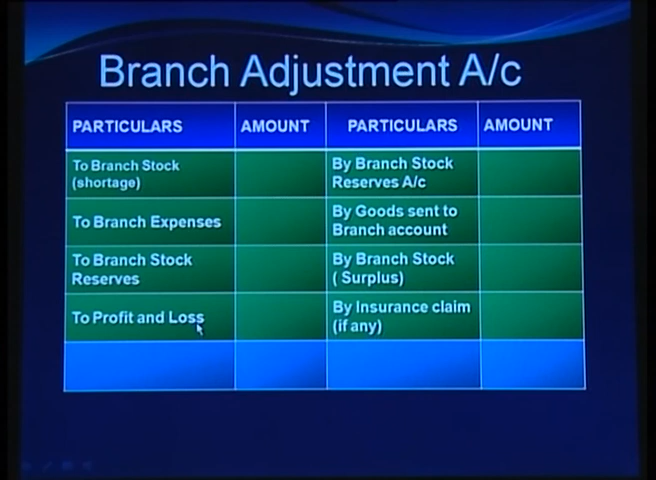 Branch Adjustment A/c
PARTICULARS AMOUNT PARTICULARS AMOUNT
To Branch Stock
(shortage)
By Branch Stock
Reserves A/c
To Branch Expenses
By Goods sent to
Branch account
To Branch Stock
Reserves
By Branch Stock
( Surplus)
To Profit and Loss
By Insurance claim
(if any)